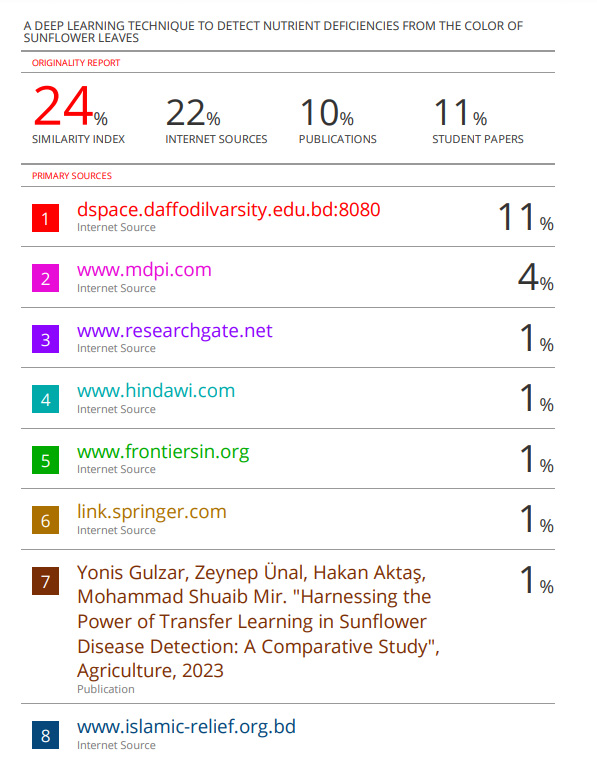 A DEEP LEARNING TECHNIQUE TO DETECT NUTRIENT DEFICIENCIES FROM THE COLOR OF
SUNFLOWER LEAVES
ORIGINALITY REPORT
24%
22%
10%
11%
SIMILARITY INDEX
INTERNET SOURCES
PUBLICATIONS
STUDENT PAPERS
PRIMARY SOURCES
1
dspace.daffodilvarsity.edu.bd:8080
Internet Source
11%
2
www.mdpi.com
Internet Source
4%
3
www.researchgate.net
Internet Source
1%
4
www.hindawi.com
Internet Source
1%
5
www.frontiersin.org
Internet Source
1%
6
link.springer.com
Internet Source
1%
7
Yonis Gulzar, Zeynep Ünal, Hakan Aktaş,
Mohammad Shuaib Mir. "Harnessing the
Power of Transfer Learning in Sunflower
Disease Detection: A Comparative Study",
Agriculture, 2023
Publication
1%
8
www.islamic-relief.org.bd
Internet Source